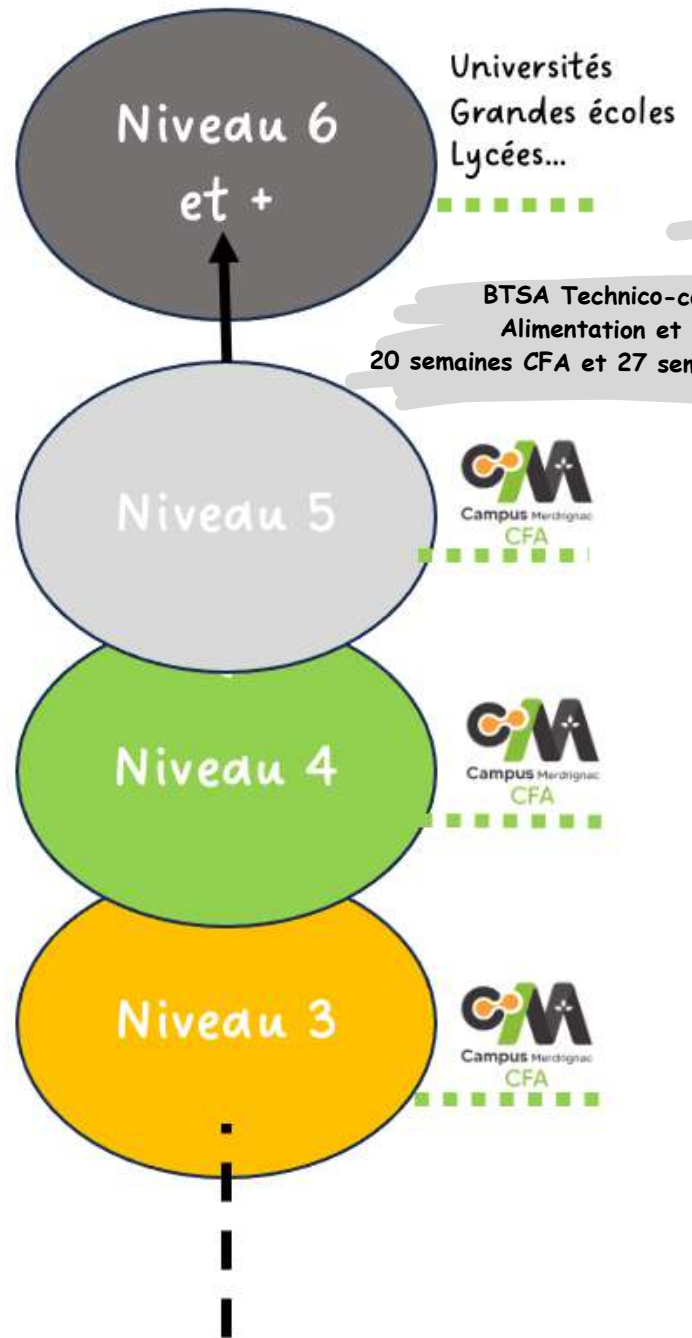 Universités
Grandes écoles
Lycées...
Niveau 6
et +
BTSA Technico-c
Alimentation et
20 semaines CFA et 27 sem
Niveau 5
Campus Merdrignac
CFA
Niveau 4
Campus Merdrignac
CFA
Niveau 3
Campus Merdrignac
CFA